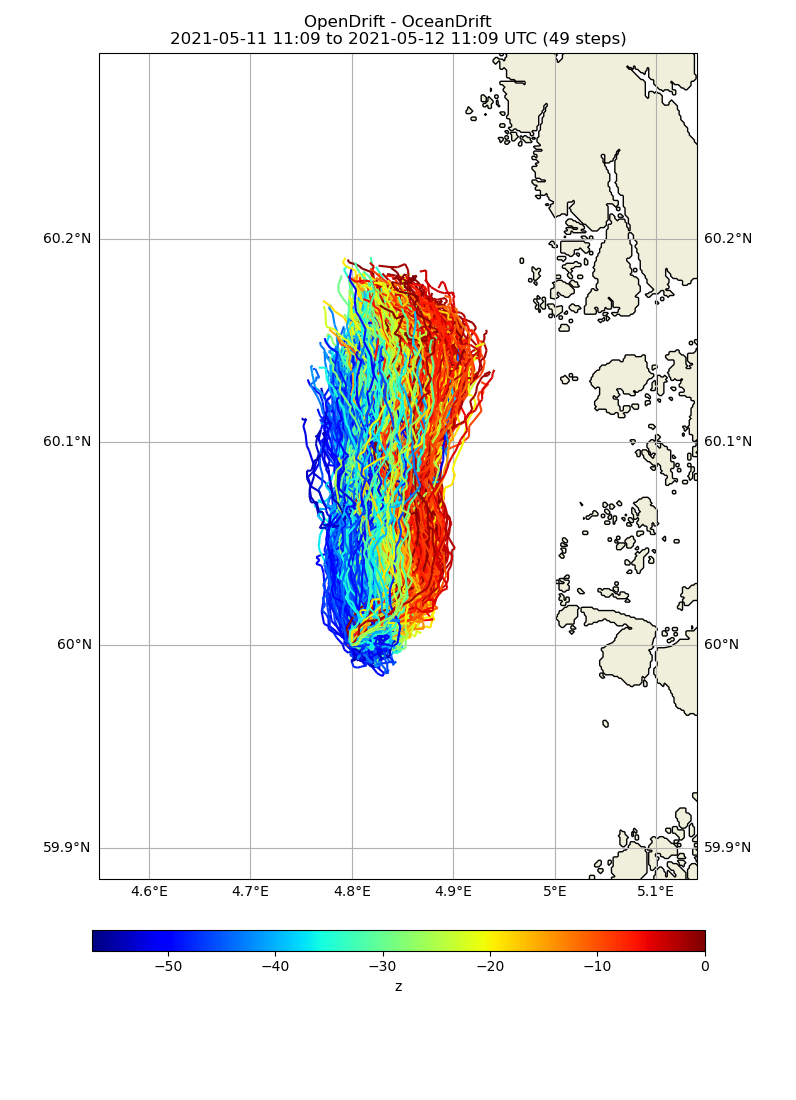 OpenDrift - OceanDrift
2021-05-11 11:09 to 2021-05-12 11:09 UTC (49 steps)
60.2°N 60.2°N
60.1°N 60.1°N
60°N 60°N
59.9°N 59.9°N
4.6°E 4.7°E 4.8°E 4.9°E 5°E 5.1°E
−50 −40 −30 −20 −10 0
z